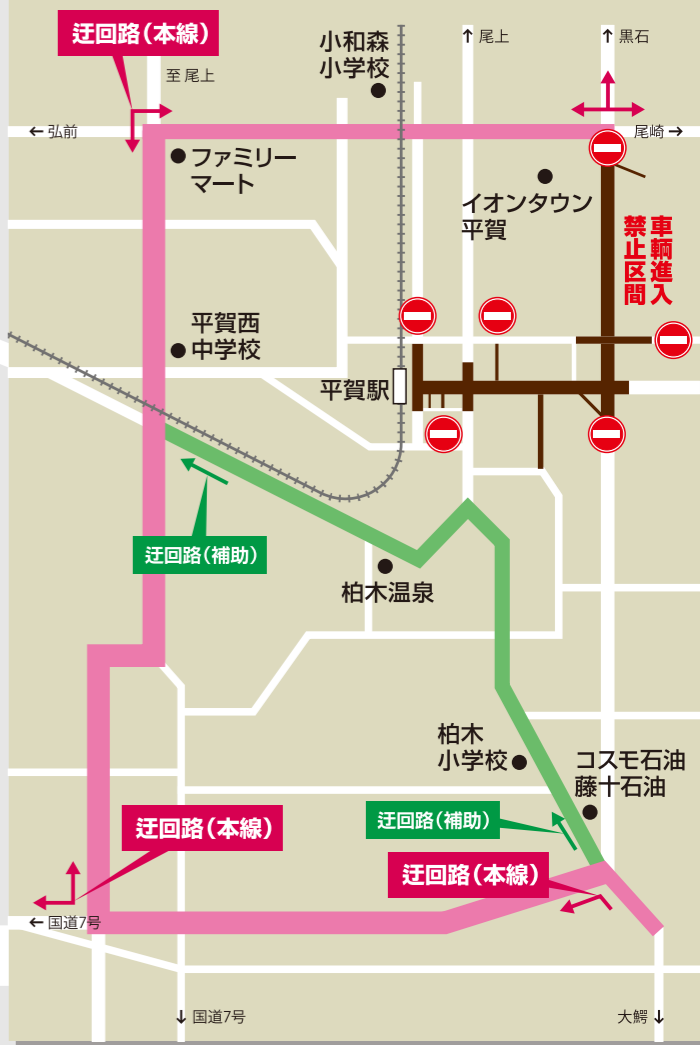 迂回路(本線)
至 尾上
小和森
小学校
↑ 尾上
↑ 黒石
← 弘前
尾崎 →
ファミリー
マート
イオンタウン
平賀
車輌進入
禁止区間
平賀西
中学校
平賀駅
迂回路(補助)
柏木温泉
柏木
小学校
コスモ石油
藤十石油
迂回路(本線)
迂回路(補助)
迂回路(本線)
← 国道7号
↓ 国道7号
大鰐 ↓